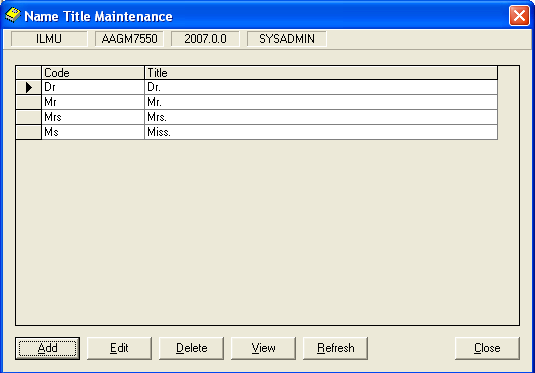 Name Title Maintenance
ILMU AAGM7550 2007.0.0 SYSADMIN
Code Title
Dr Dr.
Mr Mr.
Mrs Mrs.
Ms Miss.
Add Edit Delete View Refresh Close